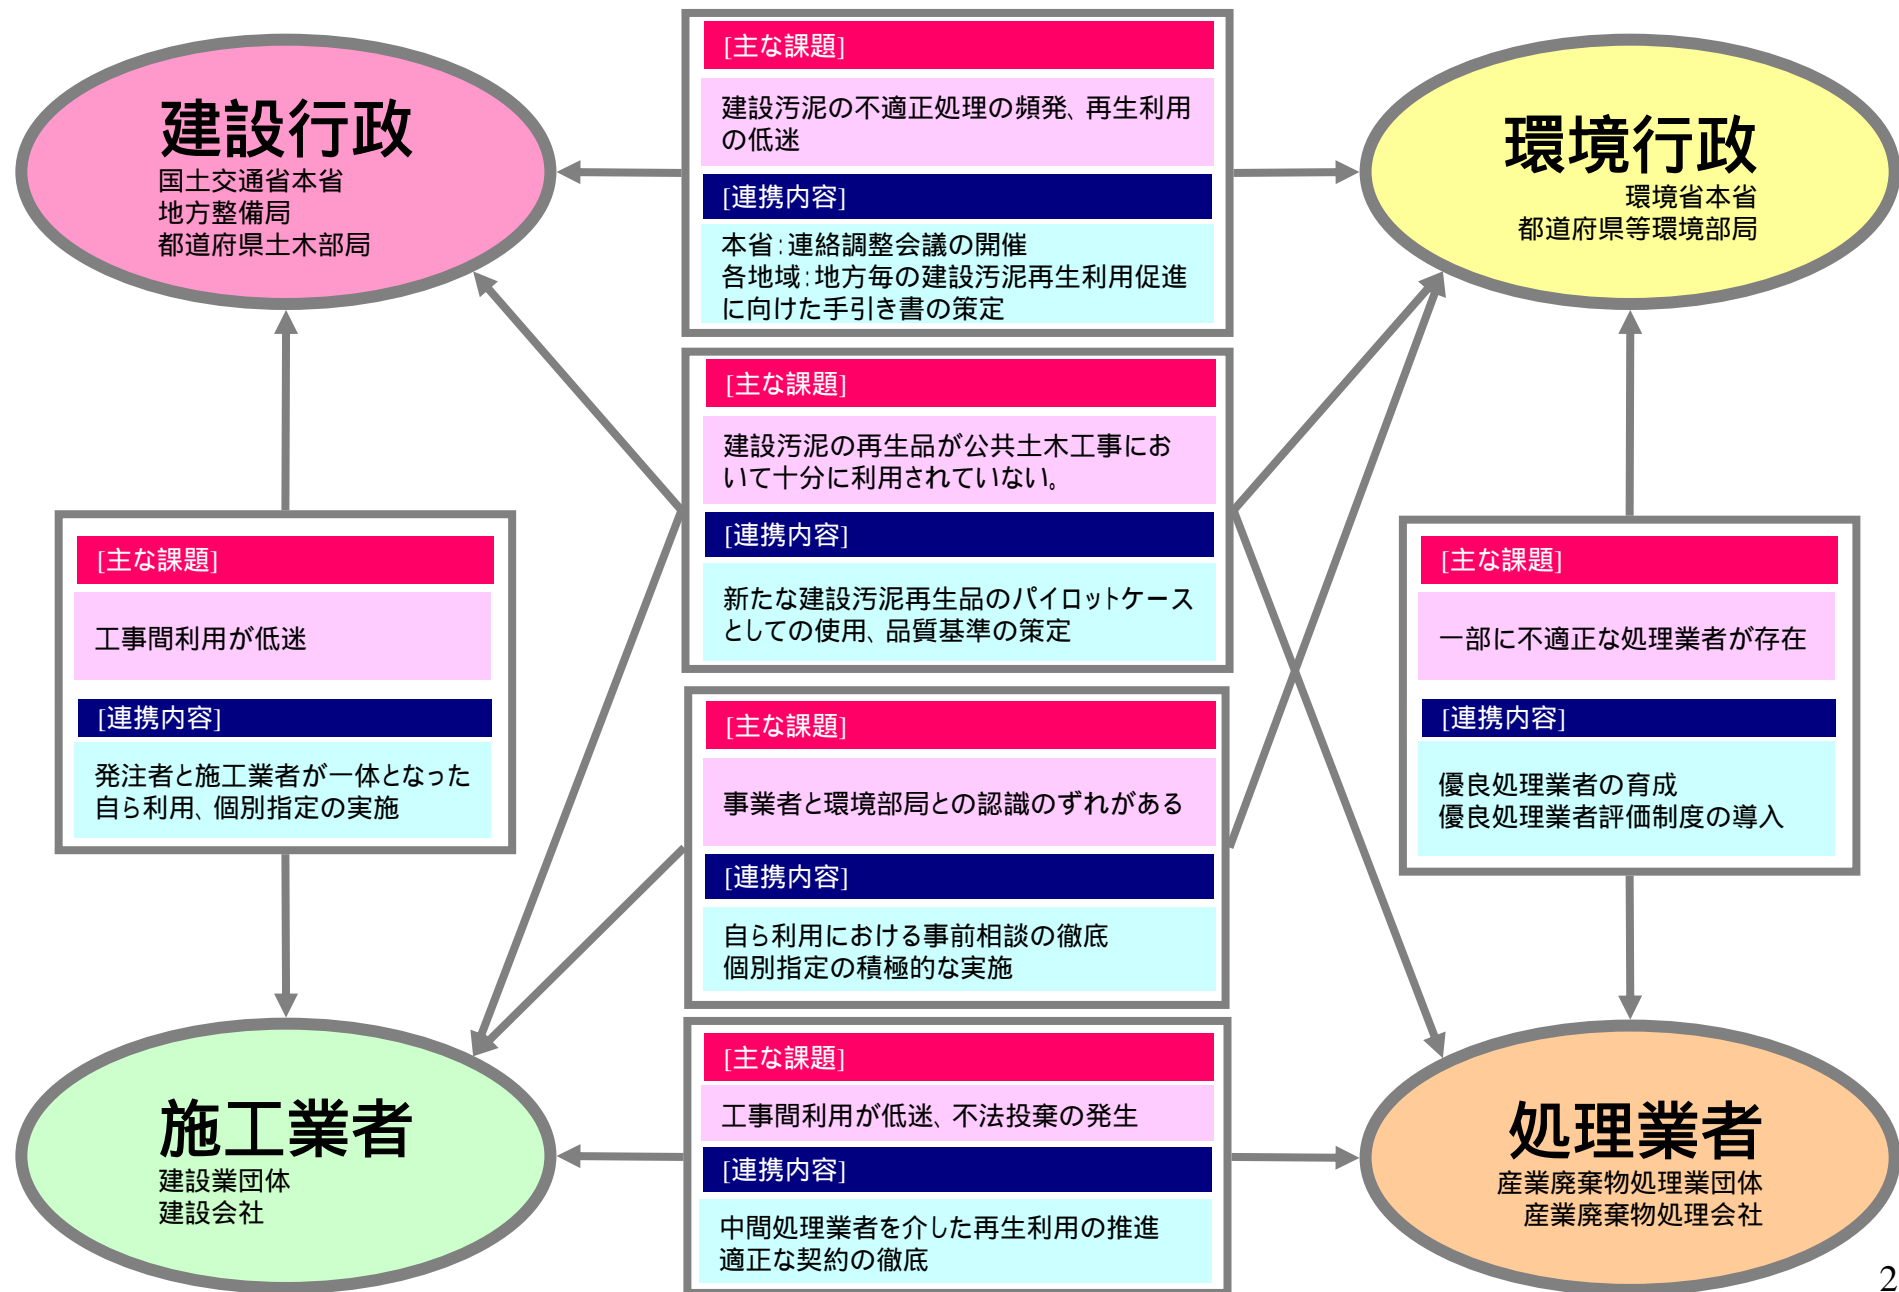 建設行政
国土交通省本省
地方整備局
都道府県土木部局
[主な課題]
建設汚泥の不適正処理の頻発、再生利用
の低迷
[連携内容]
本省：連絡調整会議の開催
各地域：地方毎の建設汚泥再生利用促進
に向けた手引き書の策定
環境行政
環境省本省
都道府県等環境部局
[主な課題]
建設汚泥の再生品が公共土木工事にお
いて十分に利用されていない。
[連携内容]
新たな建設汚泥再生品のパイロットケース
としての使用、品質基準の策定
[主な課題]
工事間利用が低迷
[連携内容]
発注者と施工業者が一体となった
自ら利用、個別指定の実施
[主な課題]
事業者と環境部局との認識のずれがある
[連携内容]
自ら利用における事前相談の徹底
個別指定の積極的な実施
[主な課題]
一部に不適正な処理業者が存在
[連携内容]
優良処理業者の育成
優良処理業者評価制度の導入
施工業者
建設業団体
建設会社
[主な課題]
工事間利用が低迷、不法投棄の発生
[連携内容]
中間処理業者を介した再生利用の推進
適正な契約の徹底
処理業者
産業廃棄物処理業団体
産業廃棄物処理会社
2